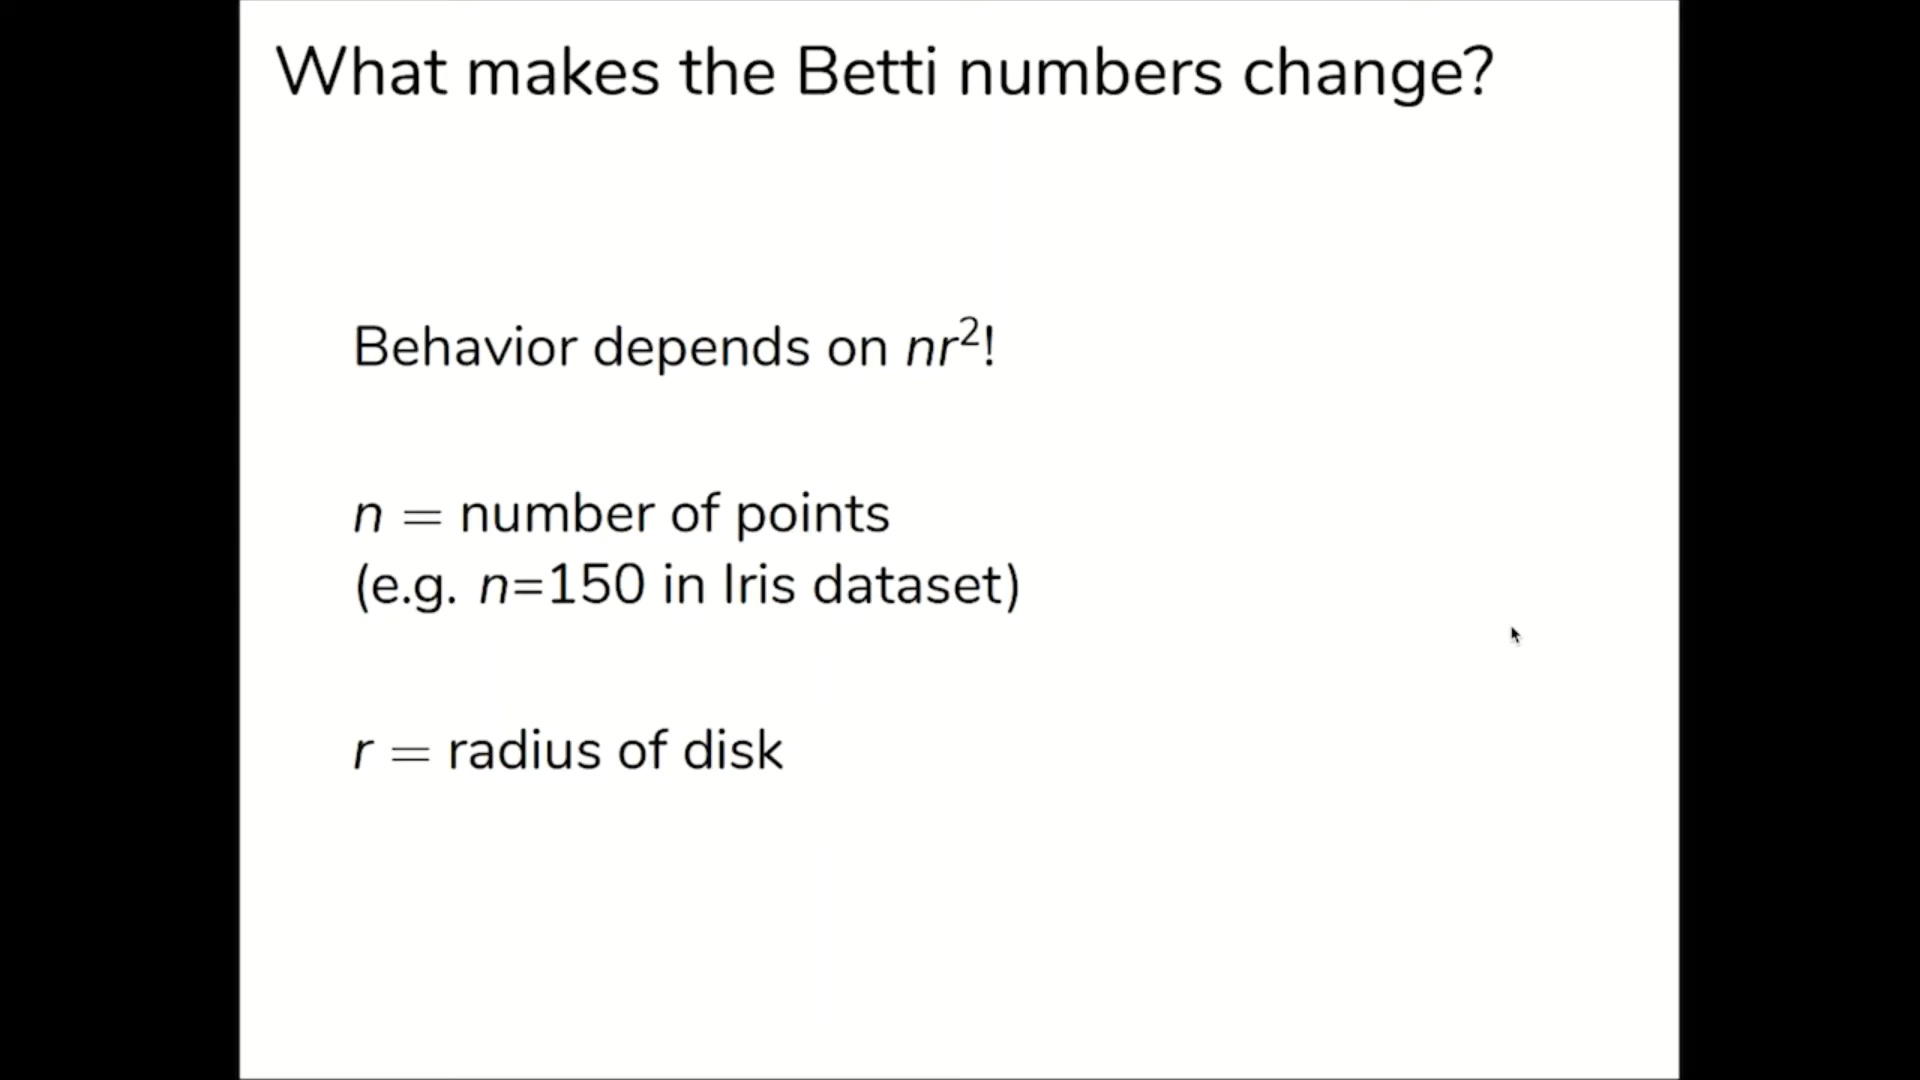 What makes the Betti numbers change?
Behavior depends on nr²!
n = number of points
(e.g. n=150 in Iris dataset)
r = radius of disk